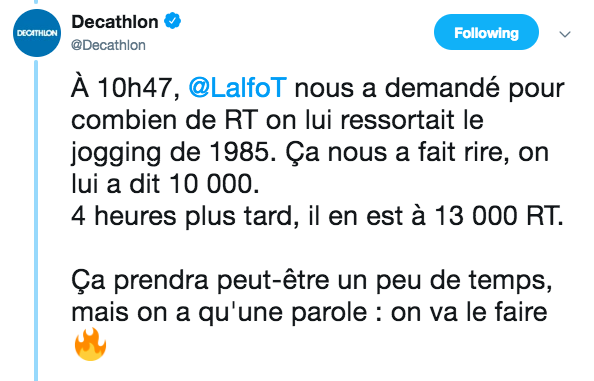 DECATHLON
Decathlon
@Decathlon
Following
À 10h47, @LalfoT nous a demandé pour
combien de RT on lui ressortait le
jogging de 1985. Ça nous a fait rire, on
lui a dit 10 000.
4 heures plus tard, il en est à 13 000 RT.
Ça prendra peut-être un peu de temps,
mais on a qu'une parole : on va le faire
🔥